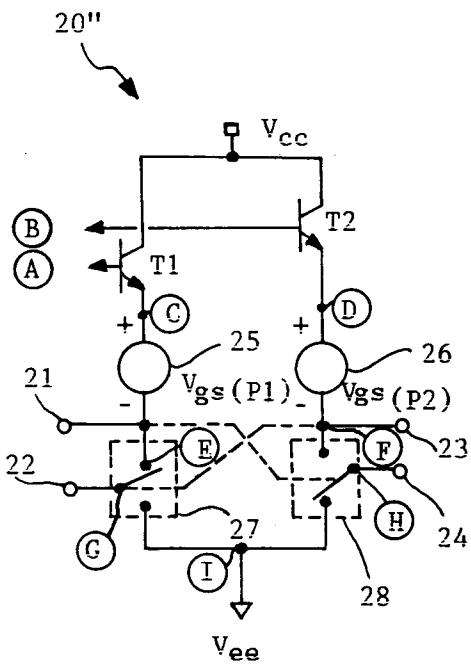 20"
Vcc
B
T2
A
T1
C
D
+
+
25
26
21
Vgs(P1)
Vgs(P2)
-
-
E
F
23
22
G
27
H
24
I
28
Vee